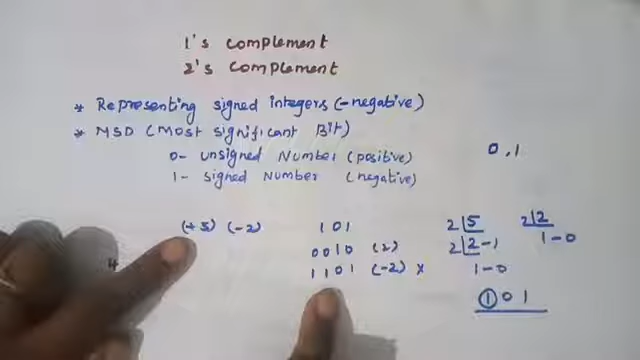 1's complement
2's complement
* Representing signed integers (-negative)
* MSD (Most significant Bit)
0- unsigned Number (positive)
1- signed Number (negative)
0,1
(+5) (-2)
101
0010 (2)
1101 (-2) x
4
2 5
2 2-1
1-0
101
2 2
1-0